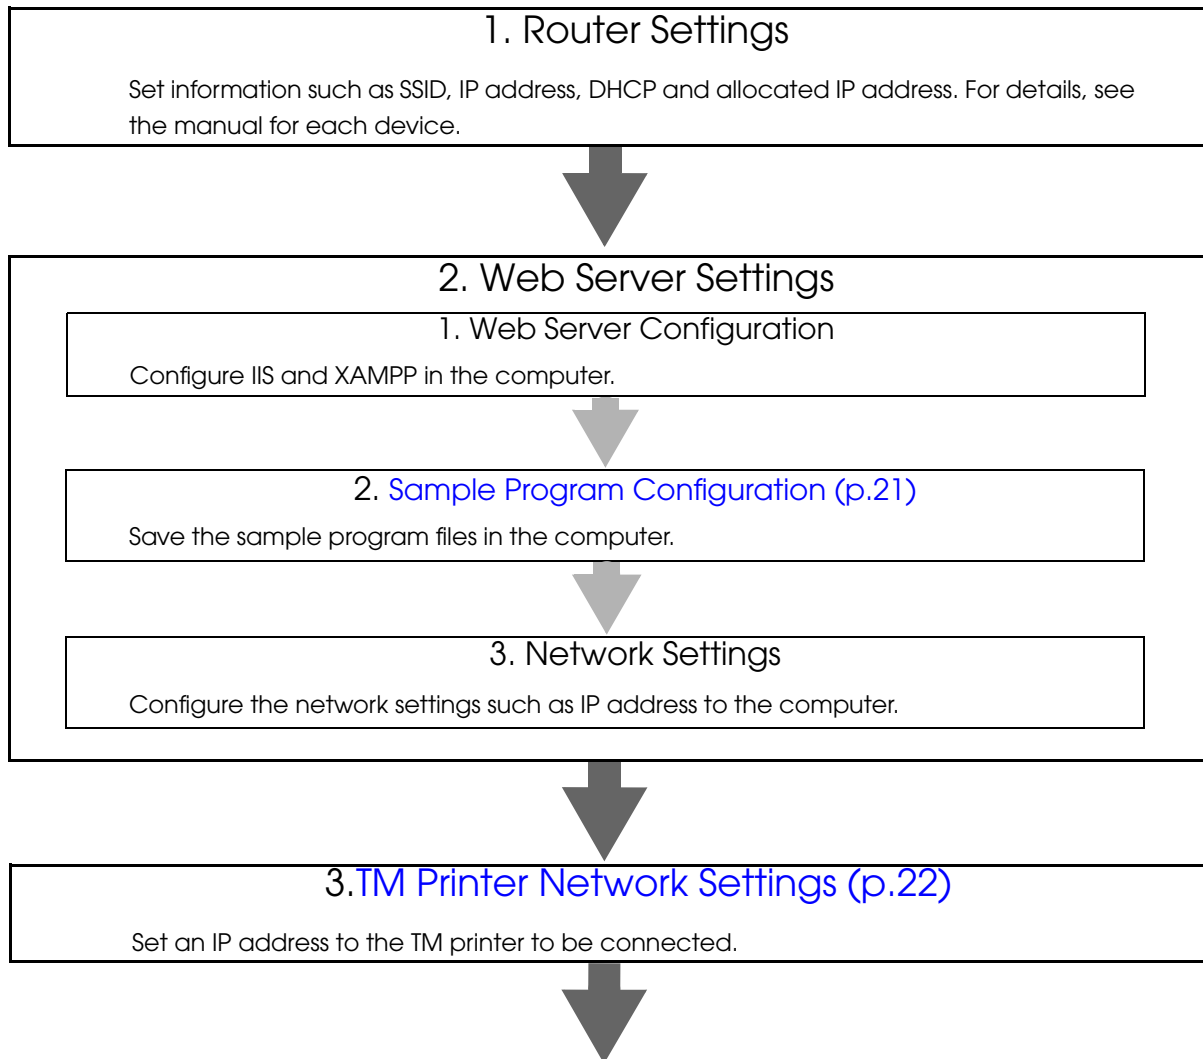 1. Router Settings
Set information such as SSID, IP address, DHCP and allocated IP address. For details, see
the manual for each device.
2. Web Server Settings
1. Web Server Configuration
Configure IIS and XAMPP in the computer.
2. Sample Program Configuration (p.21)
Save the sample program files in the computer.
3. Network Settings
Configure the network settings such as IP address to the computer.
3.TM Printer Network Settings (p.22)
Set an IP address to the TM printer to be connected.